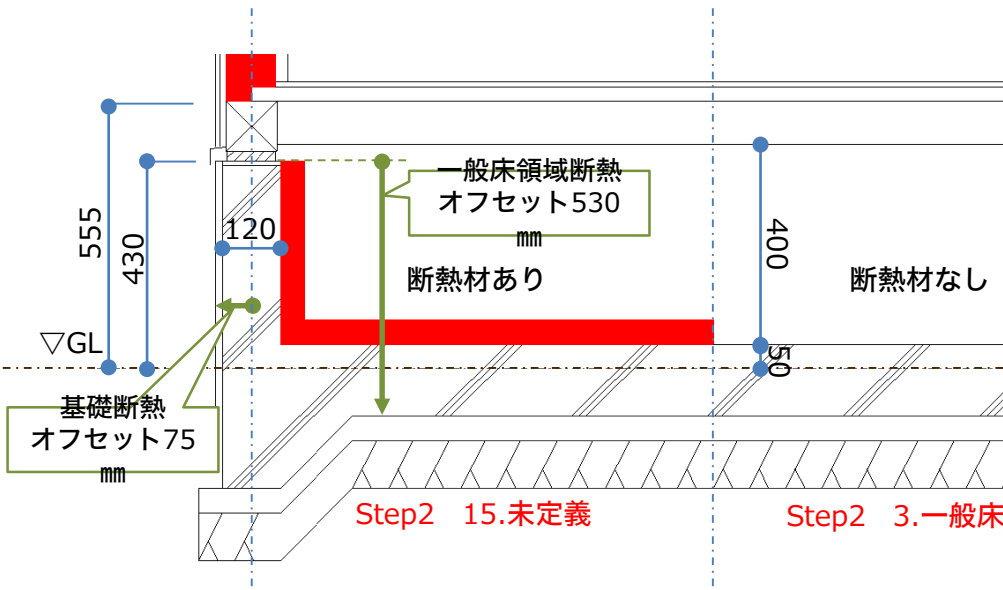 一般床領域断熱
オフセット530
㎜
555
430
120
断熱材あり
400
断熱材なし
▽GL
50
基礎断熱
オフセット75
㎜
Step2 15.未定義
Step2 3.一般床